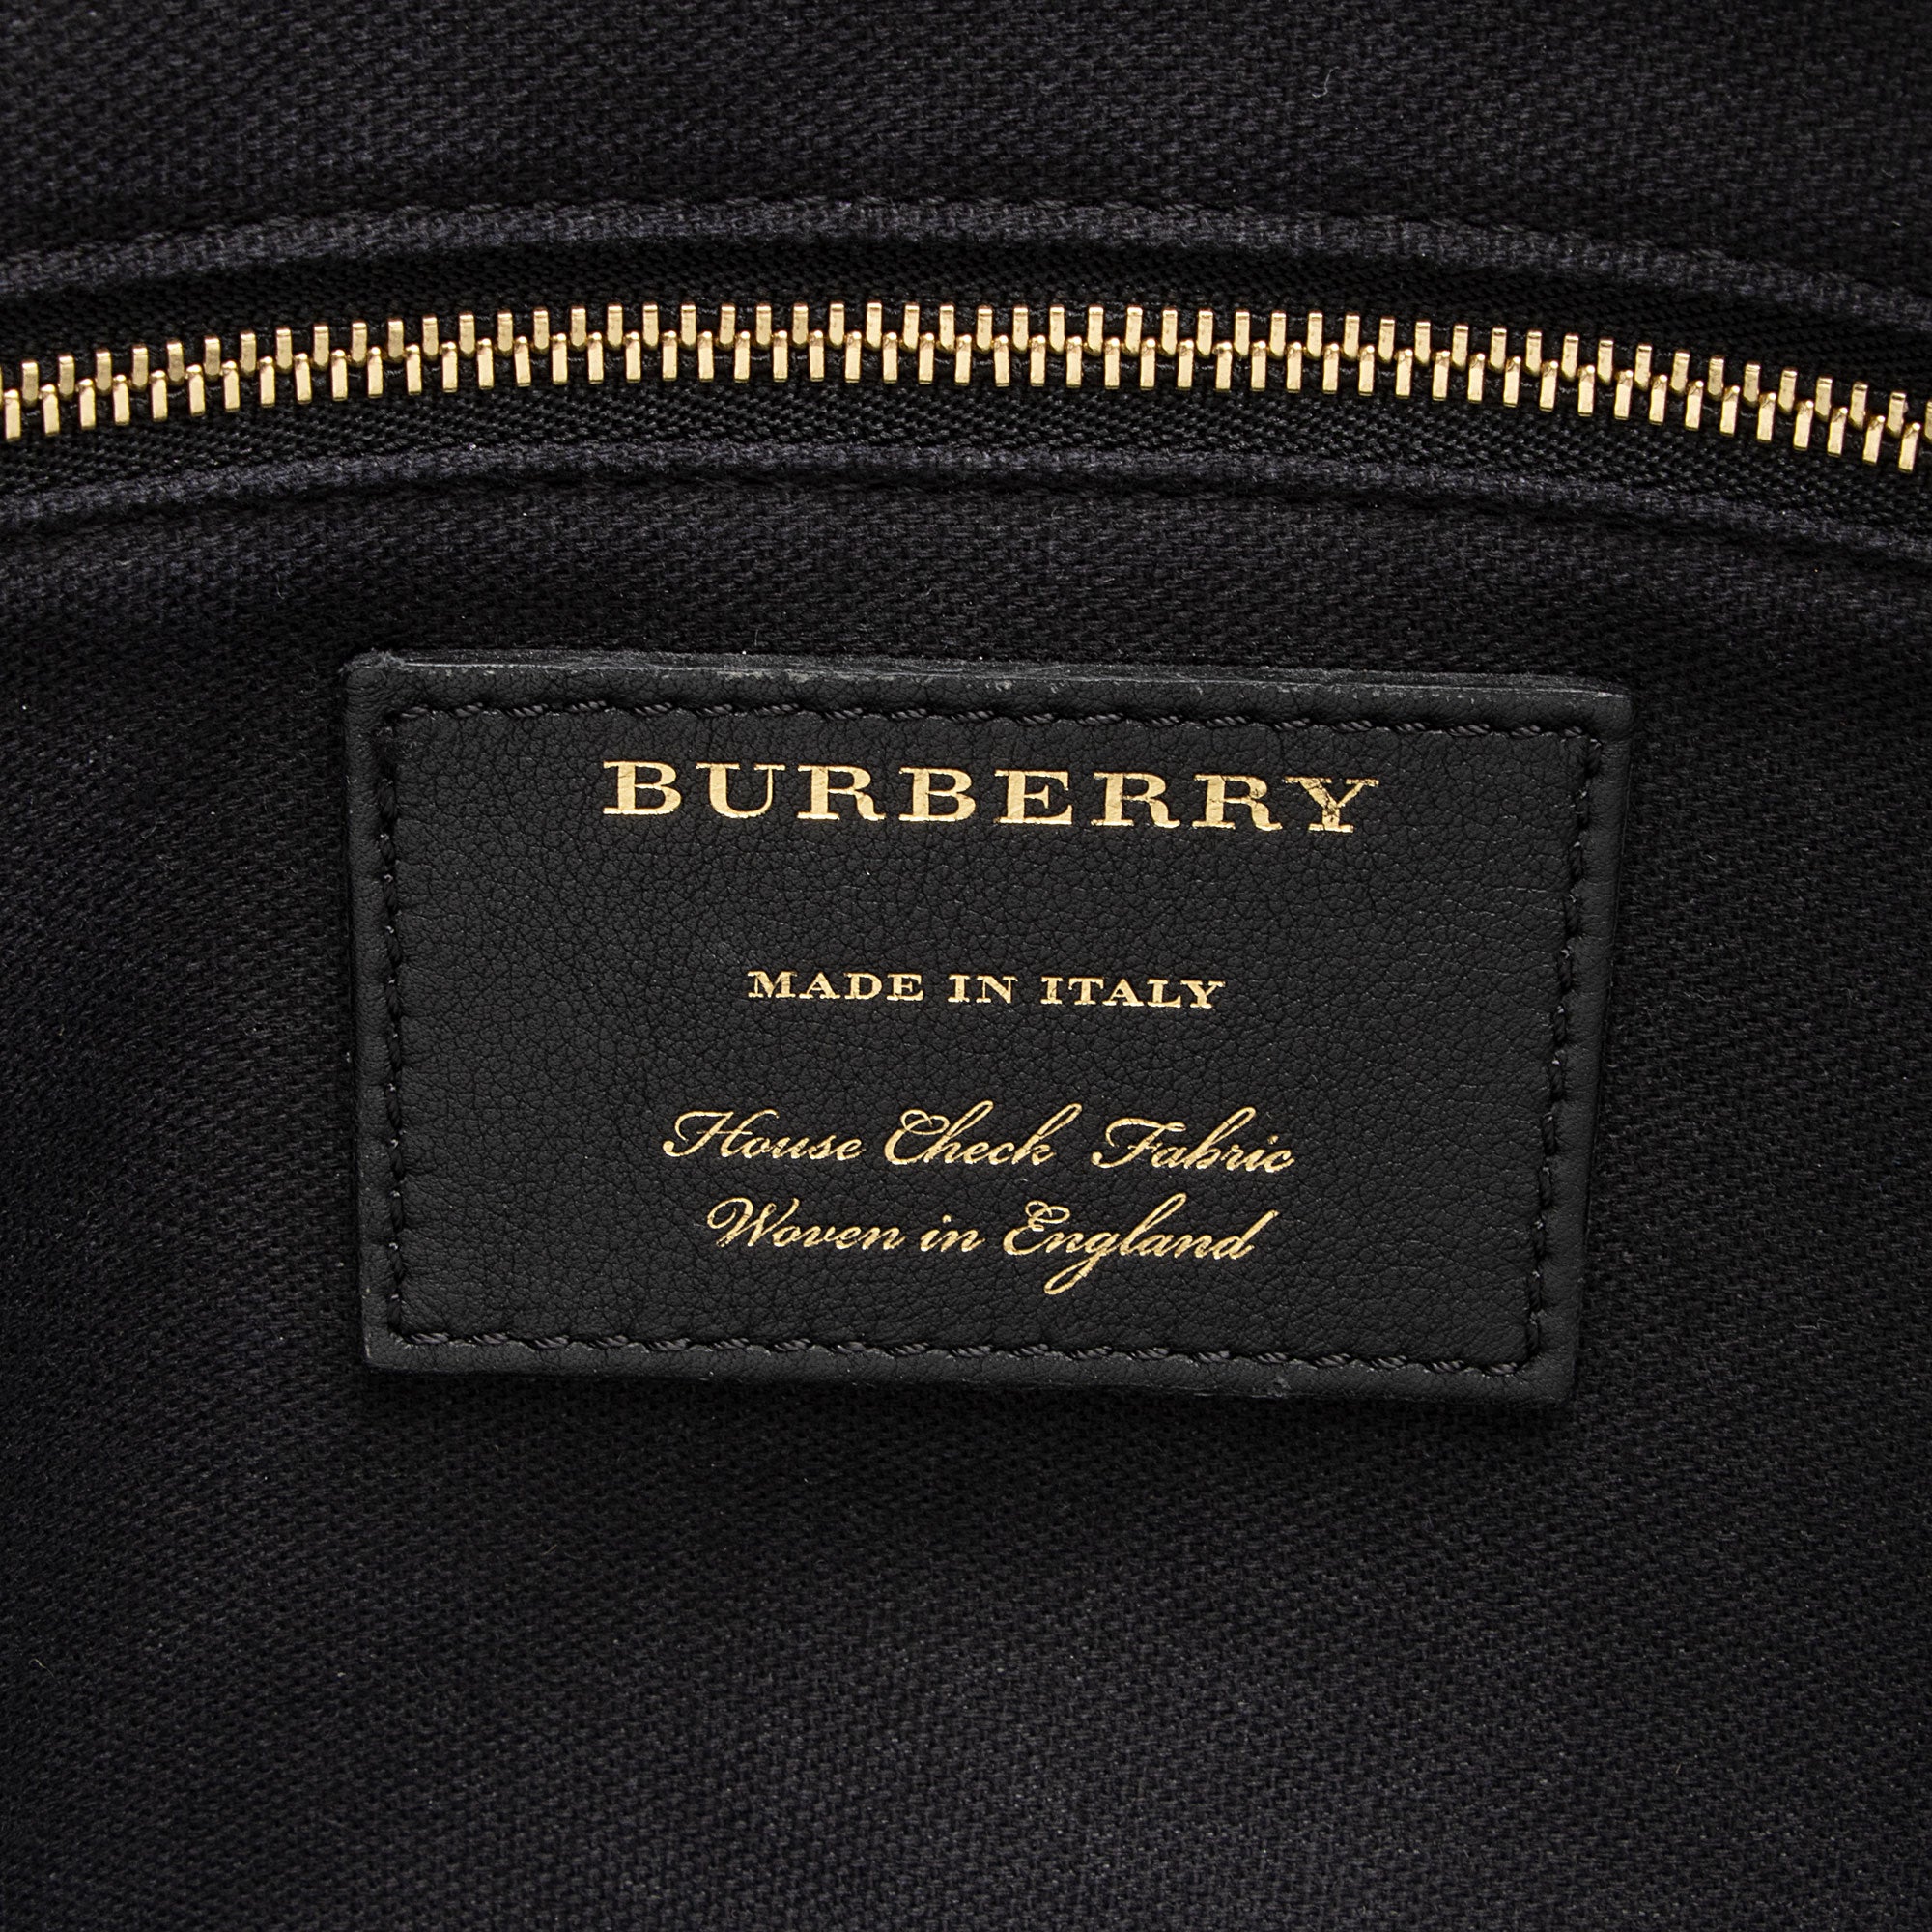 BURBERRY
MADE IN ITALY
House Check Fabric
Woven in England